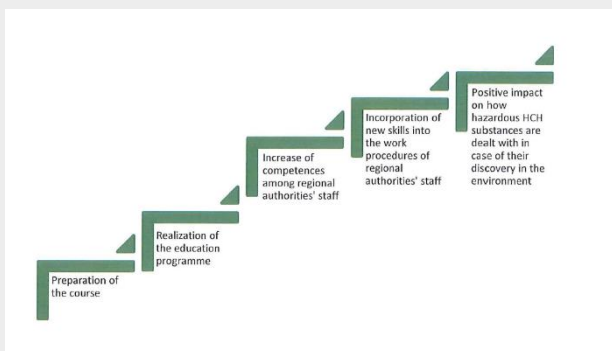 Preparation of
the course
Realization of
the education
programme
Increase of
competences
among regional
authorities' staff
Incorporation of
new skills into
the work
procedures of
regional
authorities' staff
Positive impact
on how
hazardous HCH
substances are
dealt with in
case of their
discovery in the
environment